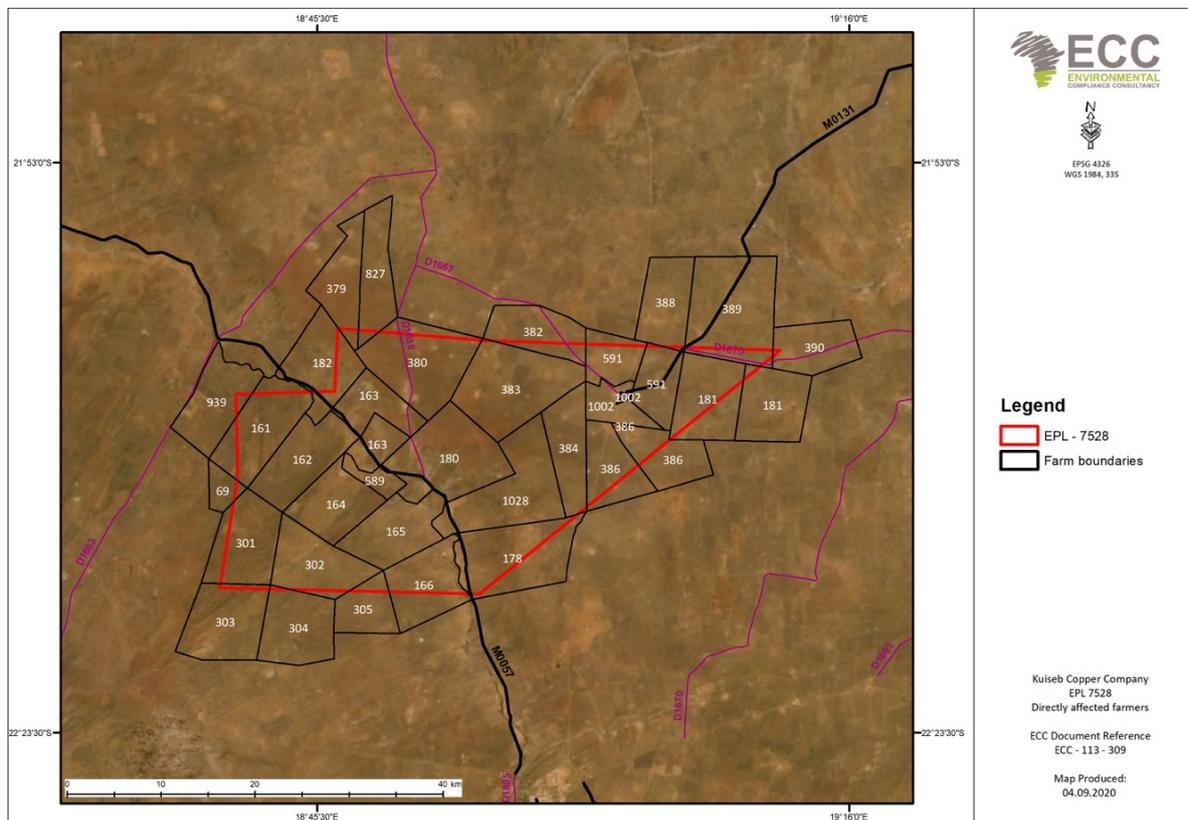 18°45'30"E
19°16'0"E
ECC
ENVIRONMENTAL
COMPLIANCE CONSULTANCY
N
EPSG 4326
WGS 1984, 33S
21°53'0"S
21°53'0"S
M0131
827
379
D1667
388
389
382
D1638
D1670
390
182
380
591
383
591
181
181
163
1002
1002
939
161
386
163
384
162
180
386
386
589
69
164
1028
165
301
178
302
166
D1663
305
303
304
M0057
D1670
D1801
D1805
22°23'30"S
22°23'30"S
0 10 20 40 km
18°45'30"E
19°16'0"E
Legend
EPL - 7528
Farm boundaries
Kuiseb Copper Company
EPL 7528
Directly affected farmers
ECC Document Reference
ECC - 113 - 309
Map Produced:
04.09.2020